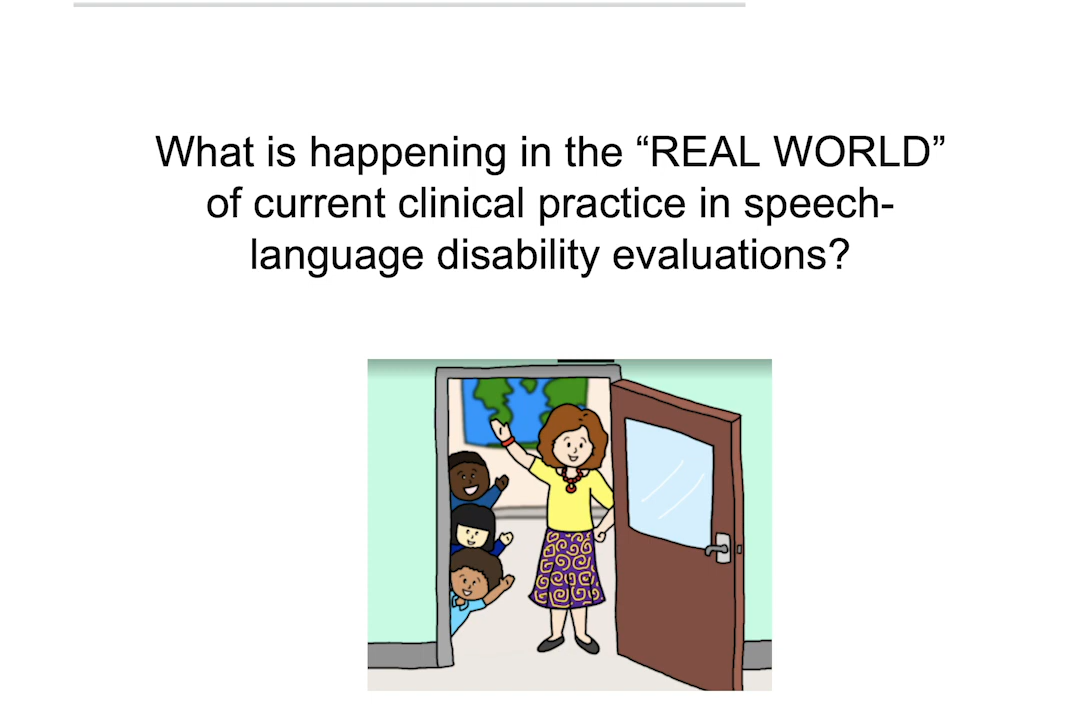 What is happening in the “REAL WORLD”
of current clinical practice in speech-
language disability evaluations?